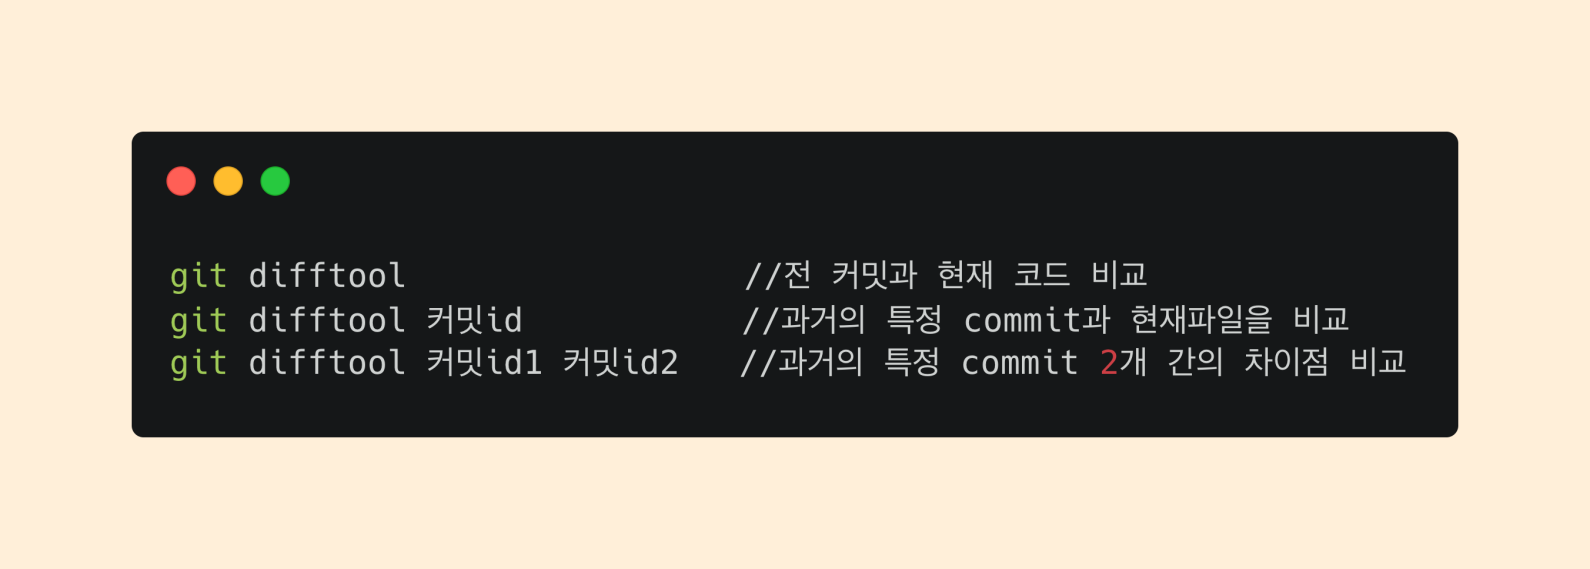 git difftool //전 커밋과 현재 코드 비교
git difftool 커밋id //과거의 특정 commit과 현재파일을 비교
git difftool 커밋id1 커밋id2 //과거의 특정 commit 2개 간의 차이점 비교